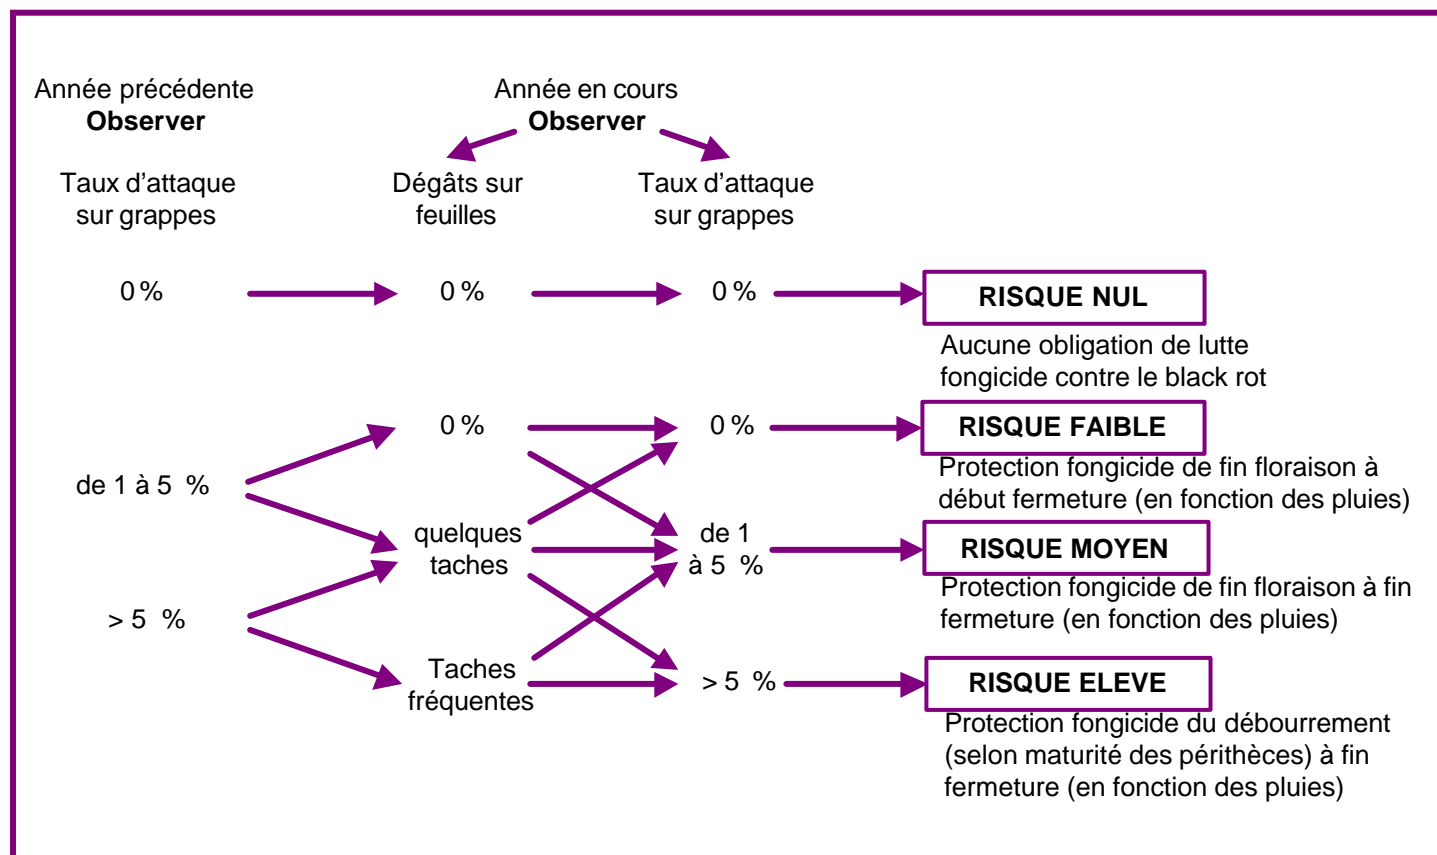 Année précédente
Observer
Année en cours
Observer
Taux d'attaque
sur grappes
Dégâts sur
feuilles
Taux d'attaque
sur grappes
0 %
0 %
0 %
RISQUE NUL
Aucune obligation de lutte
fongicide contre le black rot
de 1 à 5 %
0 %
0 %
RISQUE FAIBLE
Protection fongicide de fin floraison à
début fermeture (en fonction des pluies)
quelques
taches
de 1
à 5 %
RISQUE MOYEN
Protection fongicide de fin floraison à fin
fermeture (en fonction des pluies)
> 5 %
Taches
fréquentes
> 5 %
RISQUE ELEVE
Protection fongicide du débourrement
(selon maturité des périthèces) à fin
fermeture (en fonction des pluies)